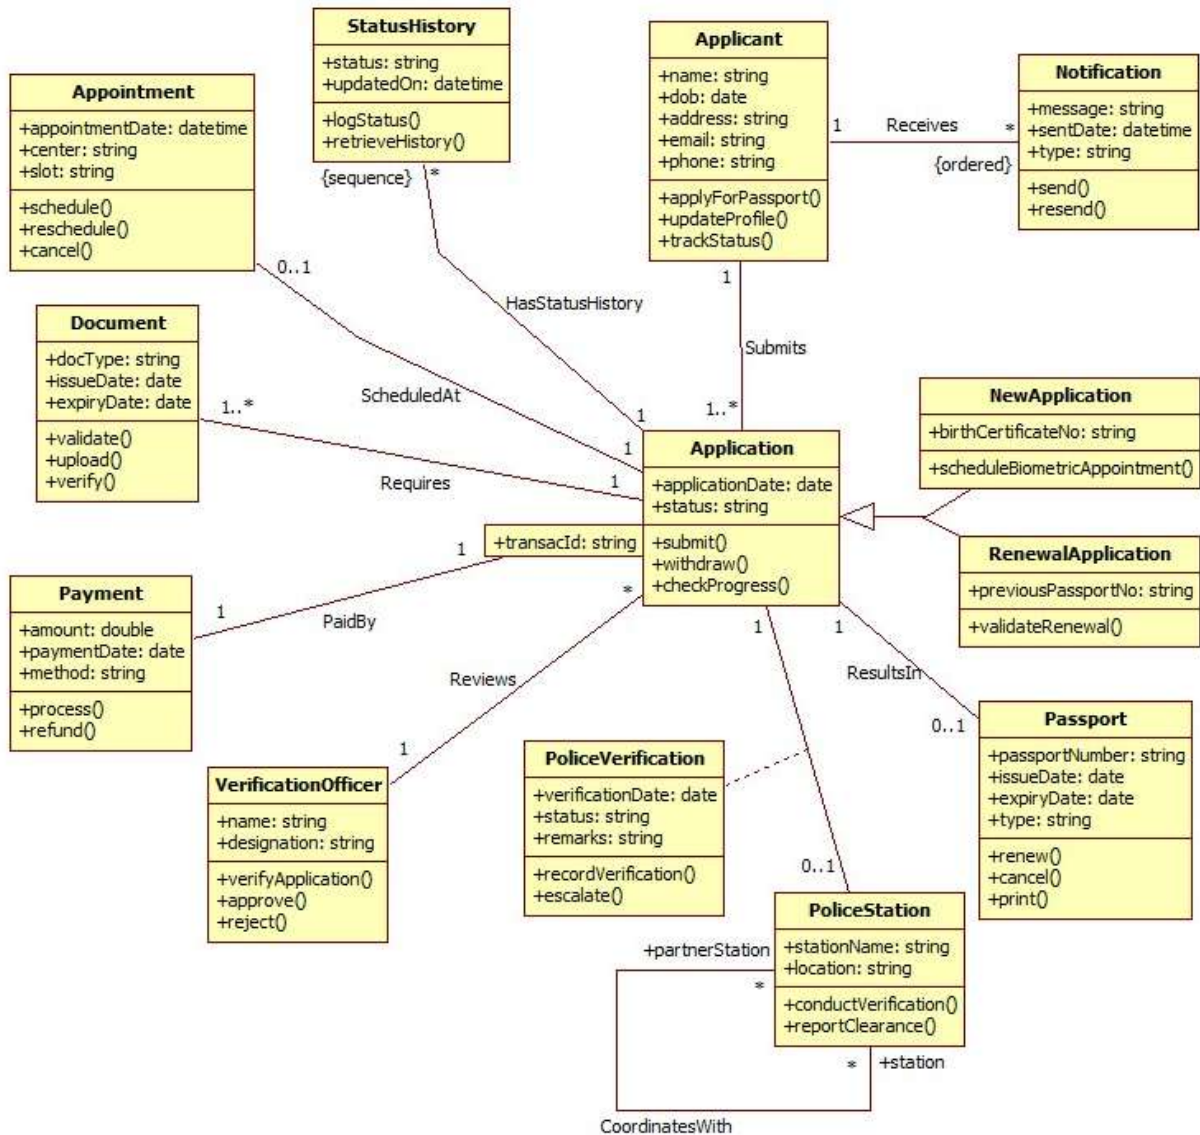 StatusHistory
+status: string
+updatedOn: datetime
+logStatus()
+retrieveHistory()
{sequence}
*
Applicant
+name: string
+dob: date
+address: string
+email: string
+phone: string
+applyForPassport()
+updateProfile()
+trackStatus()
1
Receives
*
{ordered}
Notification
+message: string
+sentDate: datetime
+type: string
+send()
+resend()
Appointment
+appointmentDate: datetime
+center: string
+slot: string
+schedule()
+reschedule()
+cancel()
0..1
1
HasStatusHistory
Submits
Document
+docType: string
+issueDate: date
+expiryDate: date
+validate()
+upload()
+verify()
1..*
ScheduledAt
1
1..*
1
Requires
1
Application
+applicationDate: date
+status: string
+submit()
+withdraw()
+checkProgress()
NewApplication
+birthCertificateNo: string
+scheduleBiometricAppointment()
RenewalApplication
+previousPassportNo: string
+validateRenewal()
+transacId: string
1
Payment
+amount: double
+paymentDate: date
+method: string
+process()
+refund()
1
PaidBy
*
Reviews
1
1
1
ResultsIn
0..1
Passport
+passportNumber: string
+issueDate: date
+expiryDate: date
+type: string
+renew()
+cancel()
+print()
VerificationOfficer
+name: string
+designation: string
+verifyApplication()
+approve()
+reject()
PoliceVerification
+verificationDate: date
+status: string
+remarks: string
+recordVerification()
+escalate()
0..1
PoliceStation
+stationName: string
+location: string
+conductVerification()
+reportClearance()
+partnerStation
*
*
+station
CoordinatesWith